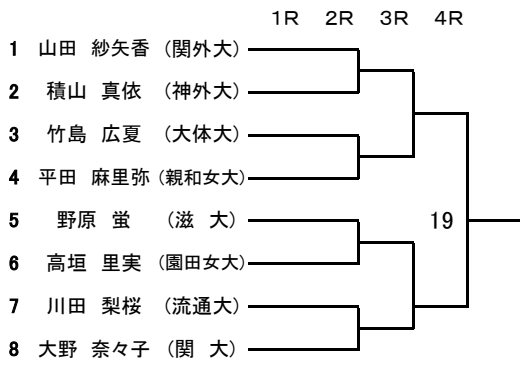 1R 2R 3R 4R
1 山田 紗矢香 (関外大)
2 積山 真依 (神外大)
3 竹島 広夏 (大体大)
4 平田 麻里弥 (親和女大)
5 野原 蛍 (滋 大)
19
6 高垣 里実 (園田女大)
7 川田 梨桜 (流通大)
8 大野 奈々子 (関 大)